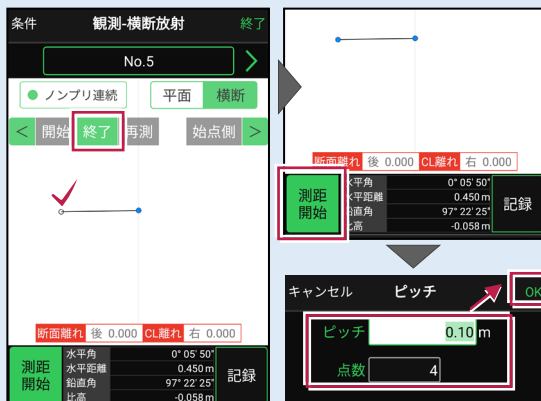 条件 観測-横断放射 終了
No.5
ノンプリ連続 平面 横断
< 開始 終了 再測 始点側 >
断面離れ 後 0.000 CL離れ 右 0.000
測距開始 記録
水平角 0° 05' 50"
水平距離 0.450 m
鉛直角 97° 22' 25"
比高 -0.058 m
断面離れ 後 0.000 CL離れ 右 0.000
測距開始 記録
水平角 0° 05' 50"
水平距離 0.450 m
鉛直角 97° 22' 25"
比高 -0.058 m
キャンセル ピッチ OK
ピッチ 0.10 m
点数 4